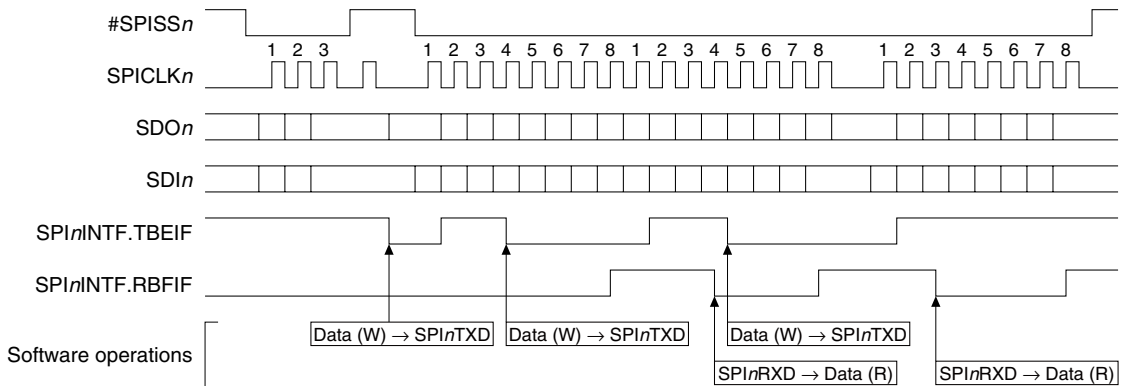 #SPISSn
1 2 3 1 2 3 4 5 6 7 8 1 2 3 4 5 6 7 8 1 2 3 4 5 6 7 8
SPICLKn
SDOn
SDIn
SPInINTF.TBEIF
SPInINTF.RBFIF
Data (W) → SPInTXD Data (W) → SPInTXD Data (W) → SPInTXD
Software operations
SPInRXD → Data (R) SPInRXD → Data (R)